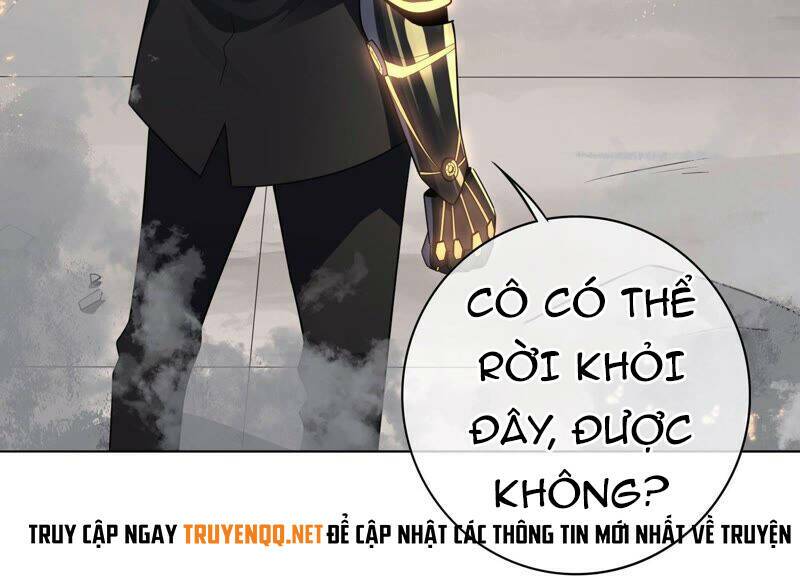 CÔ CÓ THỂ
RỜI KHỎI
ĐÂY, ĐƯỢC
KHÔNG?
TRUY CẬP NGAY TRUYENQQ.NET ĐỂ CẬP NHẬT CÁC THÔNG TIN MỚI NHẤT VỀ TRUYỆN